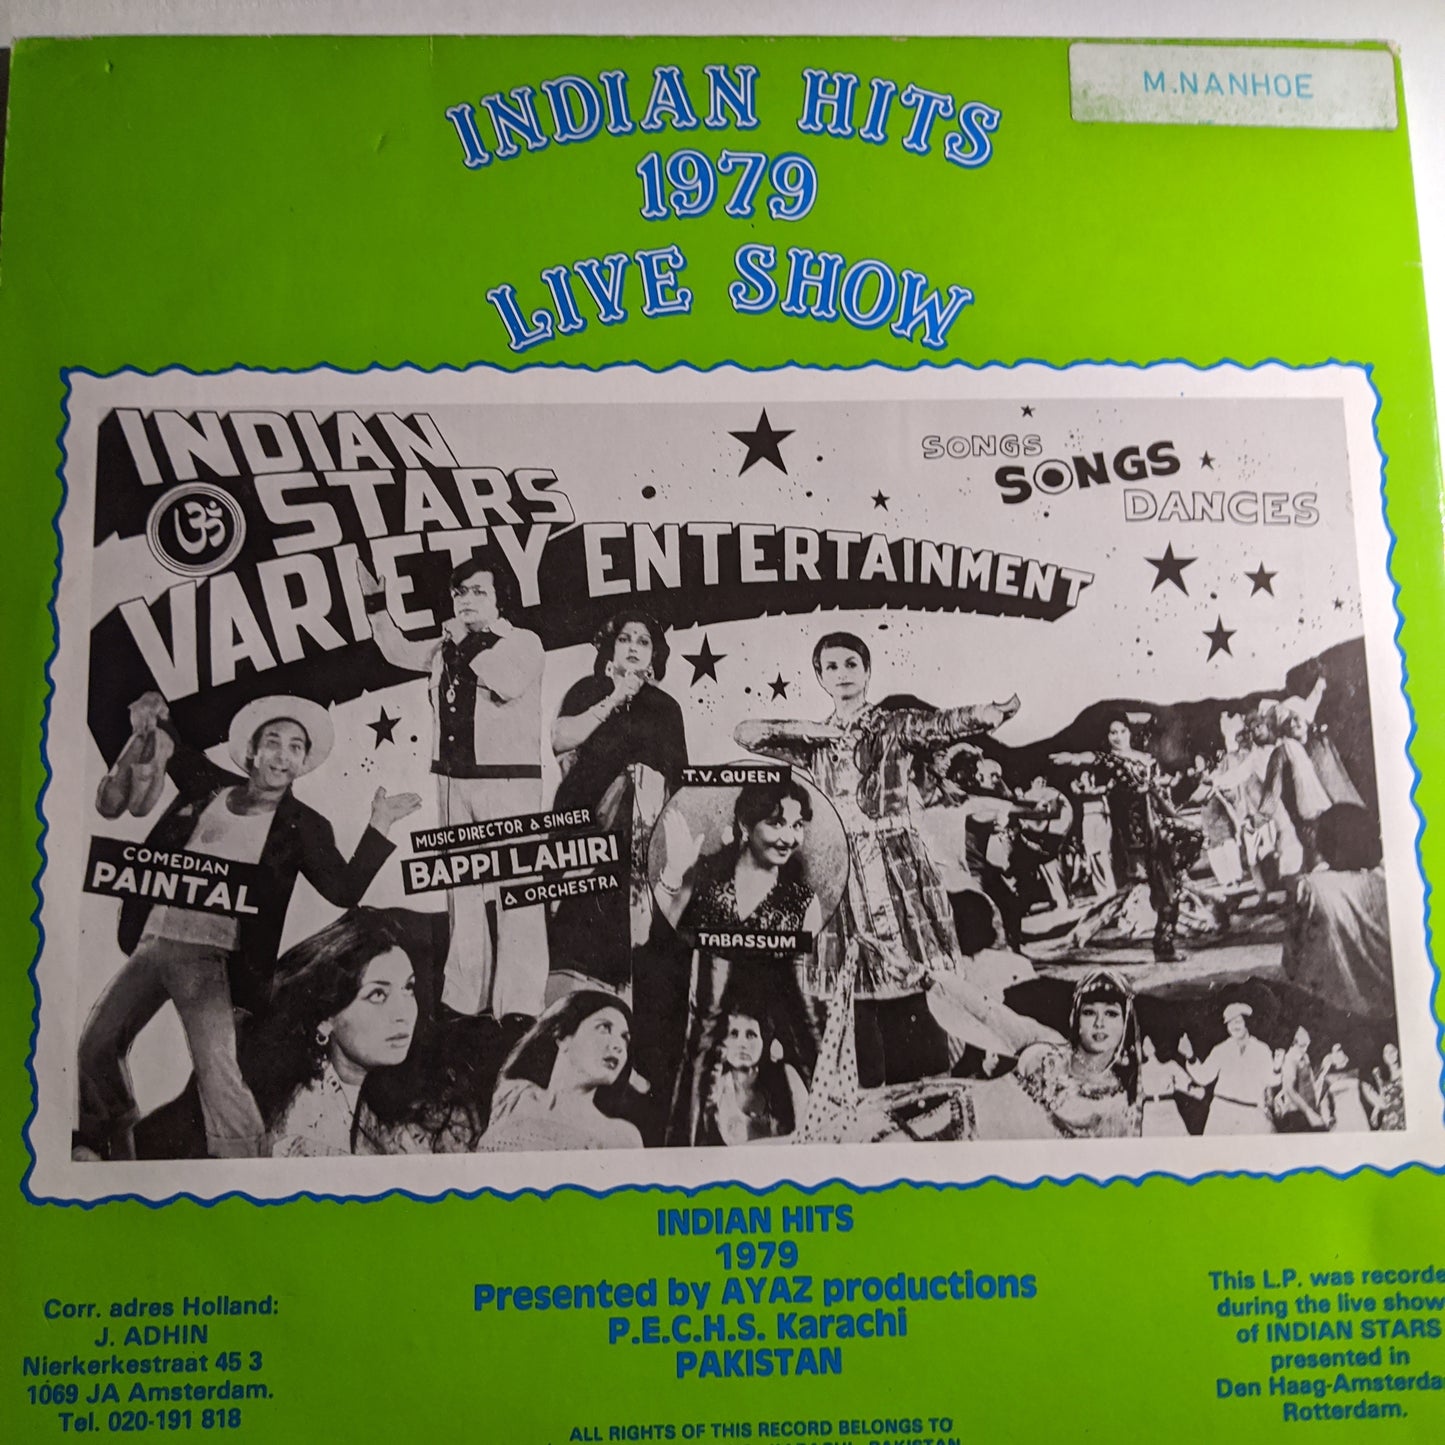 M.NANHOE
INDIAN HITS
1979
LIVE SHOW
INDIAN
ॐ STARS
VARIETY ENTERTAINMENT
SONGS
SONGS
DANCES
COMEDIAN
PAINTAL
MUSIC DIRECTOR & SINGER
BAPPI LAHIRI
& ORCHESTRA
T.V. QUEEN
TABASSUM
INDIAN HITS
1979
Presented by AYAZ productions
P.E.C.H.S. Karachi
PAKISTAN
Corr. adres Holland:
J. ADHIN
Nierkerkestraat 45 3
1069 JA Amsterdam.
Tel. 020-191 818
This L.P. was recorde
during the live show
of INDIAN STARS
presented in
Den Haag-Amsterda
Rotterdam.
ALL RIGHTS OF THIS RECORD BELONGS TO